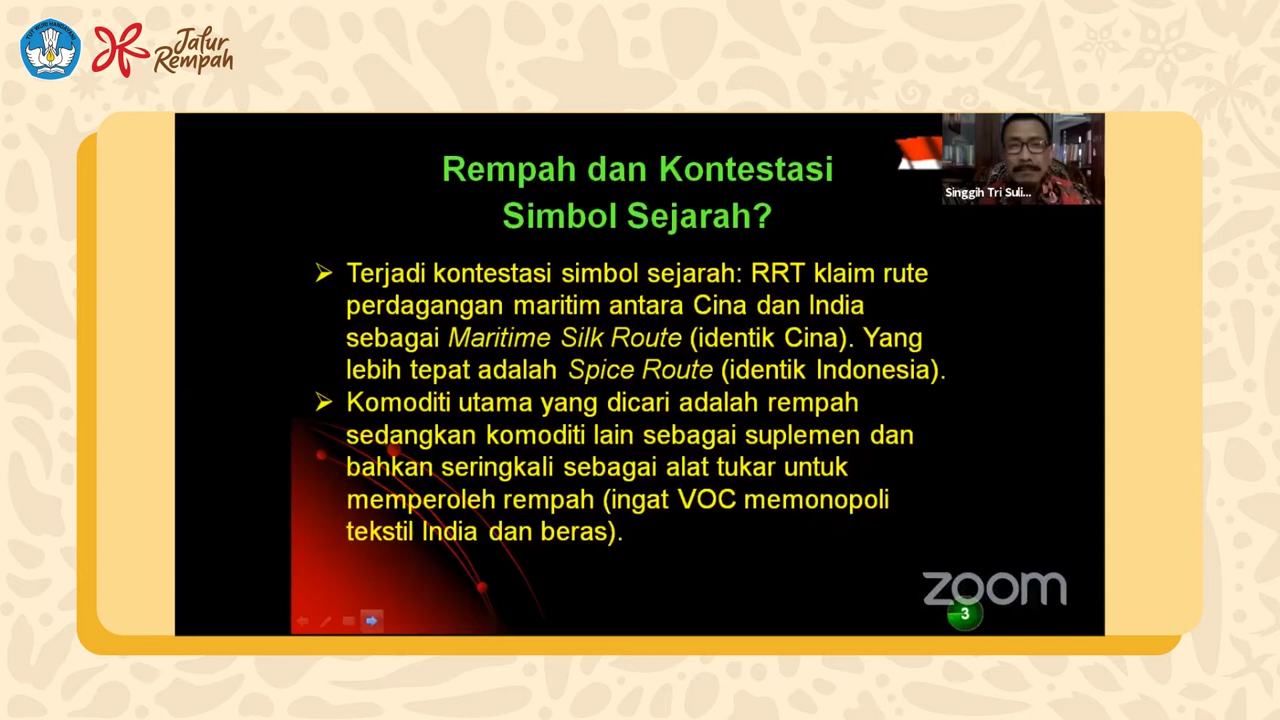 TUT WURI HANDAYANI
Jalur
Rempah
Singgih Tri Suli...
Rempah dan Kontestasi
Simbol Sejarah?
➢ Terjadi kontestasi simbol sejarah: RRT klaim rute
perdagangan maritim antara Cina dan India
sebagai Maritime Silk Route (identik Cina). Yang
lebih tepat adalah Spice Route (identik Indonesia).
➢ Komoditi utama yang dicari adalah rempah
sedangkan komoditi lain sebagai suplemen dan
bahkan seringkali sebagai alat tukar untuk
memperoleh rempah (ingat VOC memonopoli
tekstil India dan beras).
zoom
3